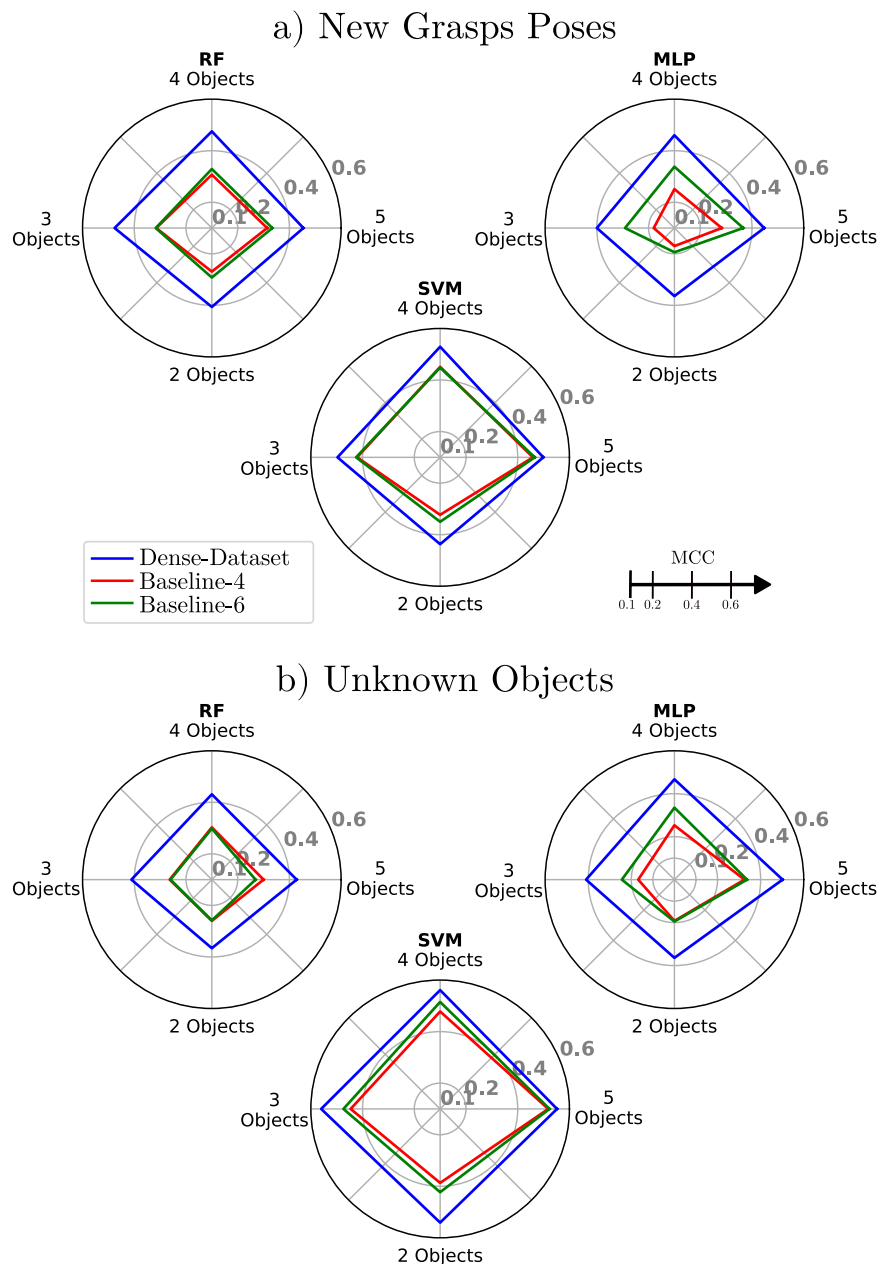 a) New Grasps Poses
RF
4 Objects
0.6
0.4
0.2
0.1
3
Objects
5
Objects
2 Objects
MLP
4 Objects
0.6
0.4
0.2
0.1
3
Objects
5
Objects
2 Objects
SVM
4 Objects
0.6
0.4
0.2
0.1
3
Objects
5
Objects
2 Objects
Dense-Dataset
Baseline-4
Baseline-6
MCC
0.1 0.2 0.4 0.6
b) Unknown Objects
RF
4 Objects
0.6
0.4
0.2
0.1
3
Objects
5
Objects
2 Objects
MLP
4 Objects
0.6
0.4
0.2
0.1
3
Objects
5
Objects
2 Objects
SVM
4 Objects
0.6
0.4
0.2
0.1
3
Objects
5
Objects
2 Objects